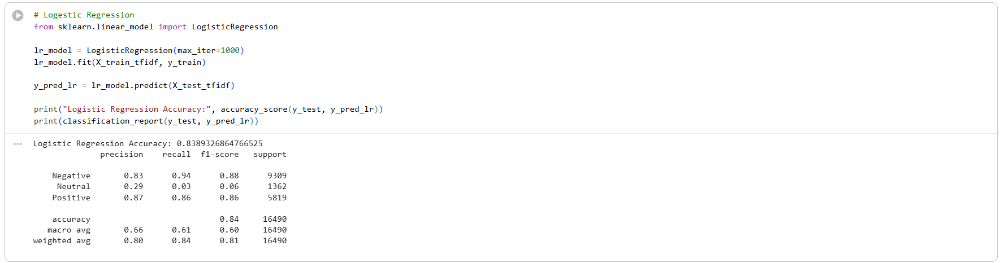 # Logestic Regression
from sklearn.linear_model import LogisticRegression
lr_model = LogisticRegression(max_iter=1000)
lr_model.fit(X_train_tfidf, y_train)
y_pred_lr = lr_model.predict(X_test_tfidf)
print("Logistic Regression Accuracy:", accuracy_score(y_test, y_pred_lr))
print(classification_report(y_test, y_pred_lr))
Logistic Regression Accuracy: 0.8389326864766525
precision recall f1-score support
Negative 0.83 0.94 0.88 9309
Neutral 0.29 0.03 0.06 1362
Positive 0.87 0.86 0.86 5819
accuracy 0.84 16490
macro avg 0.66 0.61 0.60 16490
weighted avg 0.80 0.84 0.81 16490